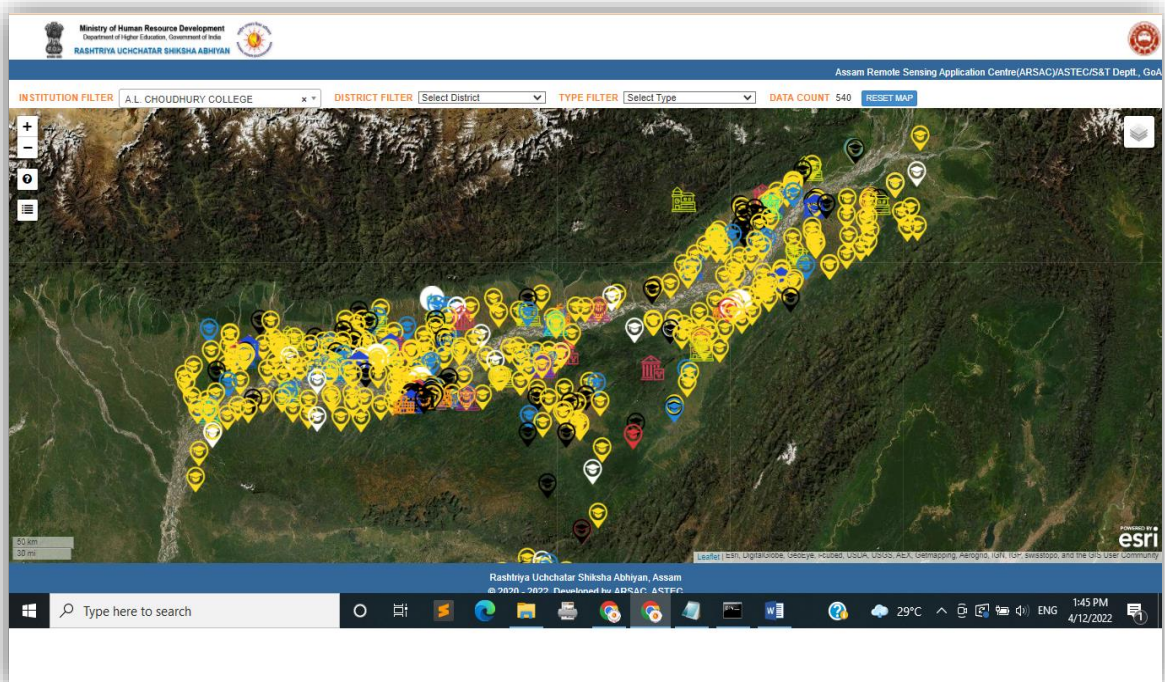 Ministry of Human Resource Development
Department of Higher Education, Government of India
RASHTRIYA UCHCHATAR SHIKSHA ABHIYAN
Assam Remote Sensing Application Centre(ARSAC)/ASTEC/S&T Deptt., GoA
INSTITUTION FILTER A.L. CHOUDHURY COLLEGE × DISTRICT FILTER Select District TYPE FILTER Select Type DATA COUNT 540 RESET MAP
+
−
?
50 km
30 mi
POWERED BY
esri
Leaflet | Esri, DigitalGlobe, GeoEye, i-cubed, USDA, USGS, AEX, Getmapping, Aerogrid, IGN, IGP, swisstopo, and the GIS User Community
Rashtriya Uchchatar Shiksha Abhiyan, Assam
© 2020 - 2022. Developed by ARSAC, ASTEC
Type here to search 29°C ENG 1:45 PM
4/12/2022
1